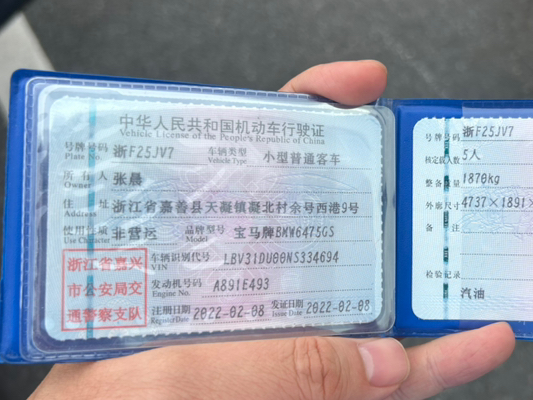 中华人民共和国机动车行驶证
Vehicle License of the People's Republic of China
号牌号码 Plate No. 浙F25JV7 车辆类型 Vehicle Type 小型普通客车
所有人 Owner 张晨
住址 Address 浙江省嘉善县天凝镇凝北村余号西港9号
使用性质 Use Character 非营运 品牌型号 Model 宝马牌BMW6475GS
浙江省嘉兴
市公安局交
通警察支队
车辆识别代号 VIN LBV31DU00NS334694
发动机号码 Engine No. A891E493
注册日期 Register Date 2022-02-08 发证日期 Issue Date 2022-02-08
号牌号码 浙F25JV7
核定载人数 5人
整备质量 1870kg
外廓尺寸 4737×1891×
备注
检验记录
汽油